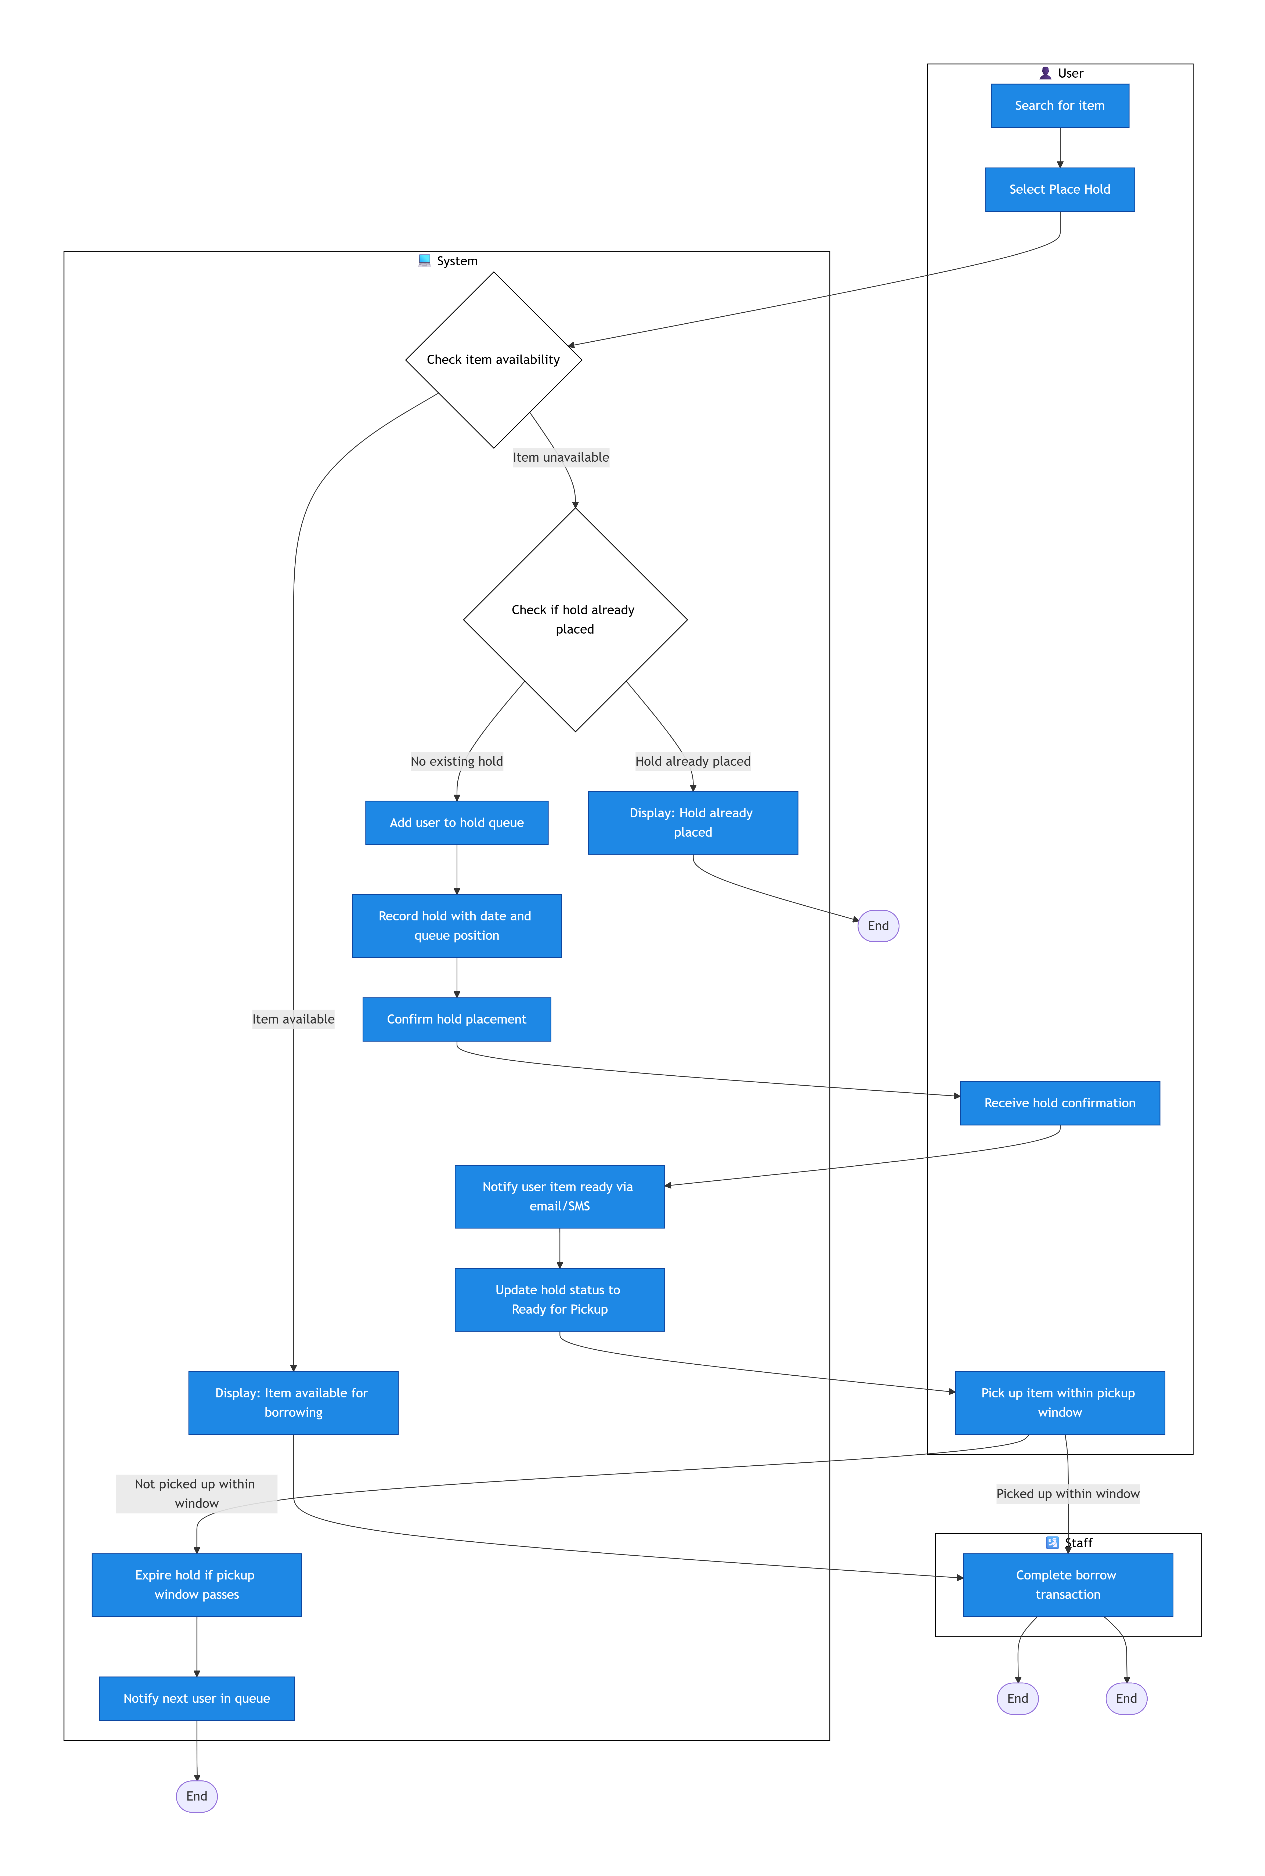 User
Search for item
Select Place Hold
System
Check item availability
Item unavailable
Check if hold already
placed
No existing hold
Hold already placed
Add user to hold queue
Display: Hold already
placed
Record hold with date and
queue position
End
Item available
Confirm hold placement
Receive hold confirmation
Notify user item ready via
email/SMS
Update hold status to
Ready for Pickup
Display: Item available for
borrowing
Pick up item within pickup
window
Not picked up within
window
Picked up within window
Staff
Expire hold if pickup
window passes
Complete borrow
transaction
Notify next user in queue
End
End
End